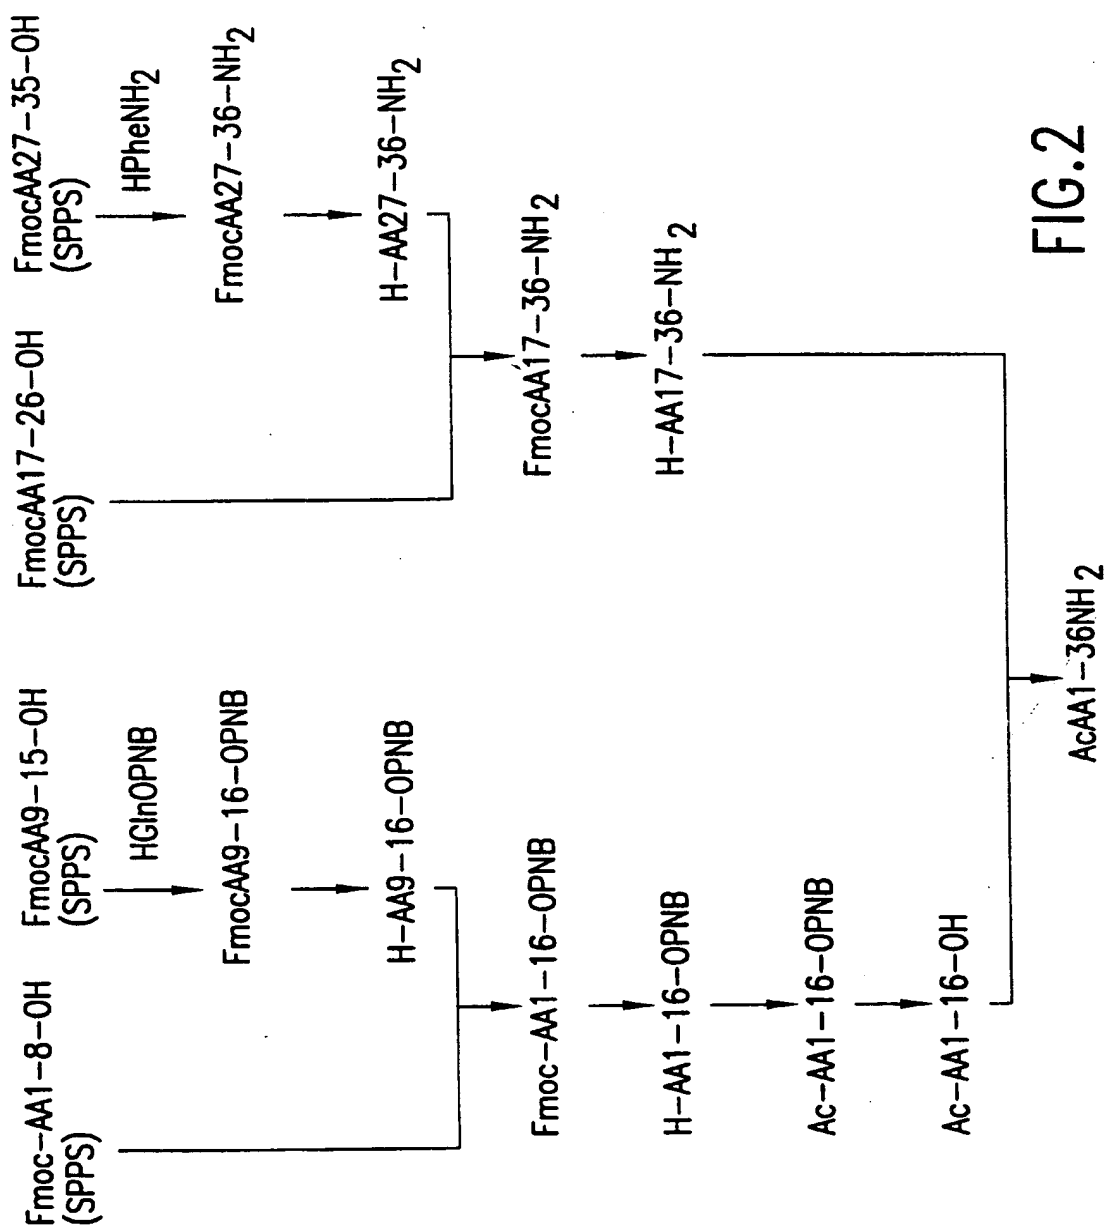 Fmoc-AA1-8-OH
(SPPS)
FmocAA9-15-OH
(SPPS)
HGlnOPNB
FmocAA9-16-OPNB
H-AA9-16-OPNB
Fmoc-AA1-16-OPNB
H-AA1-16-OPNB
Ac-AA1-16-OPNB
Ac-AA1-16-OH
FmocAA17-26-OH
(SPPS)
FmocAA27-35-OH
(SPPS)
HPheNH2
FmocAA27-36-NH2
H-AA27-36-NH2
FmocAA17-36-NH2
H-AA17-36-NH2
AcAA1-36NH2
FIG.2